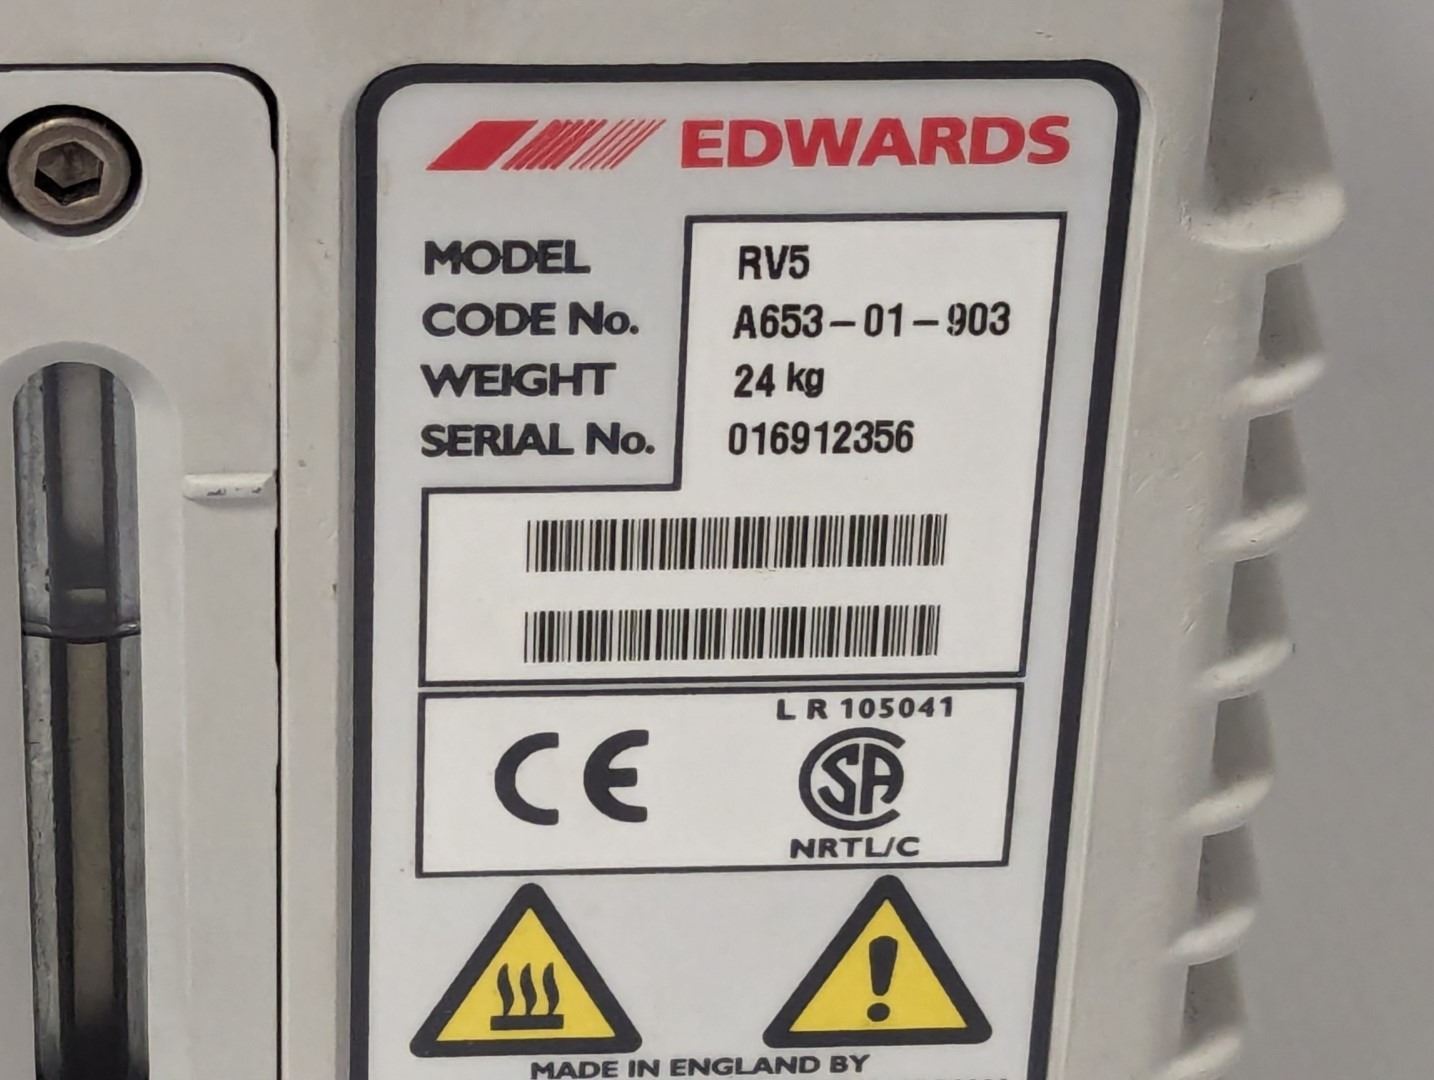 EDWARDS
MODEL RV5
CODE No. A653-01-903
WEIGHT 24 kg
SERIAL No. 016912356
L R 105041
CE SA
NRTL/C
MADE IN ENGLAND BY